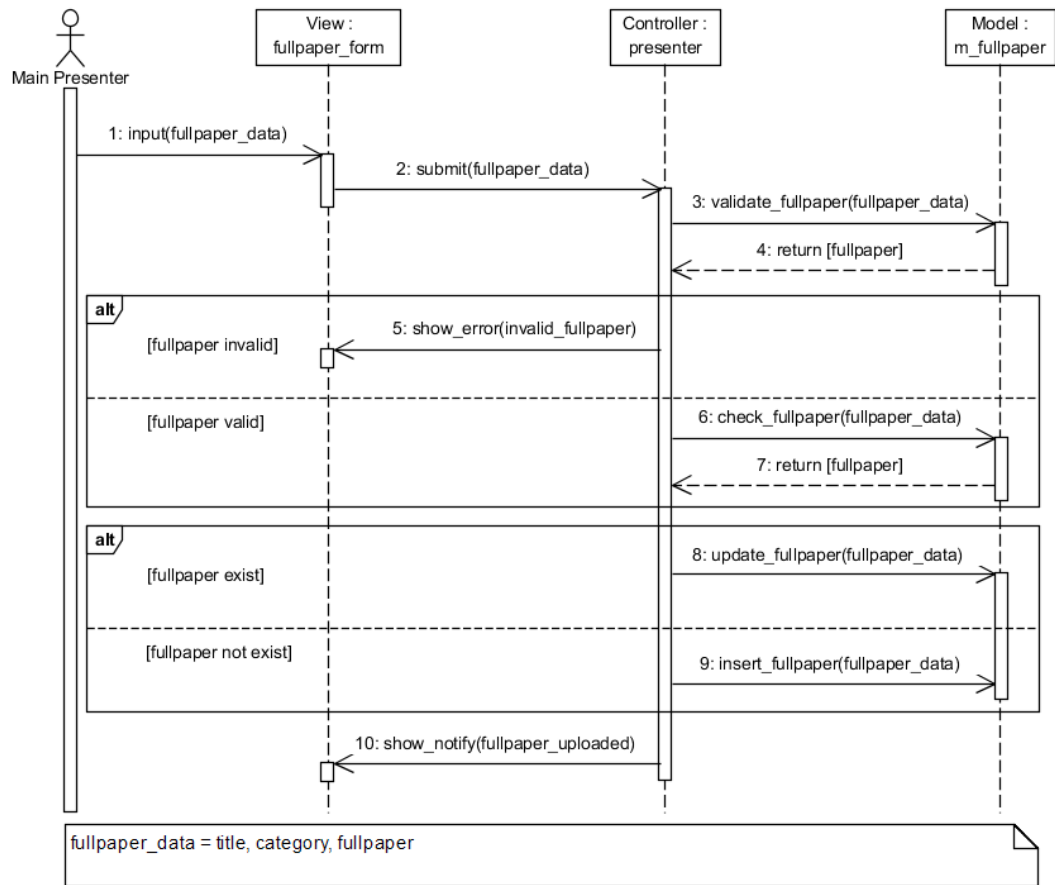 View :
fullpaper_form
Controller :
presenter
Model :
m_fullpaper
Main Presenter
1: input(fullpaper_data)
2: submit(fullpaper_data)
3: validate_fullpaper(fullpaper_data)
4: return [fullpaper]
alt
5: show_error(invalid_fullpaper)
[fullpaper invalid]
[fullpaper valid]
6: check_fullpaper(fullpaper_data)
7: return [fullpaper]
alt
8: update_fullpaper(fullpaper_data)
[fullpaper exist]
[fullpaper not exist]
9: insert_fullpaper(fullpaper_data)
10: show_notify(fullpaper_uploaded)
fullpaper_data = title, category, fullpaper